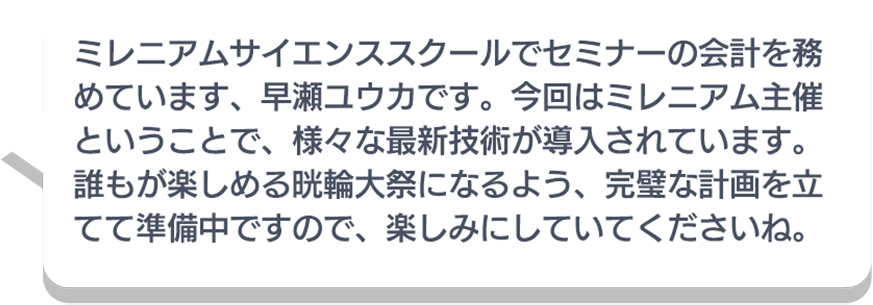 ミレニアムサイエンススクールでセミナーの会計を務
めています、早瀬ユウカです。今回はミレニアム主催
ということで、様々な最新技術が導入されています。
誰もが楽しめる晄輪大祭になるよう、完璧な計画を立
てて準備中ですので、楽しみにしていてくださいね。